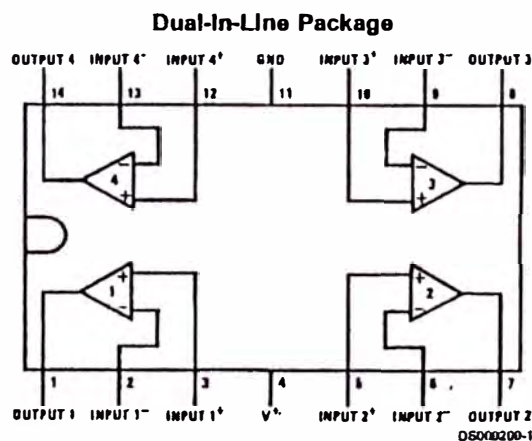 Dual-In-Line Package
OUTPUT 4 INPUT 4- INPUT 4+ GND INPUT 3+ INPUT 3- OUTPUT 3
14 13 12 11 10 9 8
- -
4 3
+ +
+ +
1 2
- -
1 2 3 4 5 6 7
OUTPUT 1 INPUT 1- INPUT 1+ V+ INPUT 2+ INPUT 2- OUTPUT 2
DS009299-1